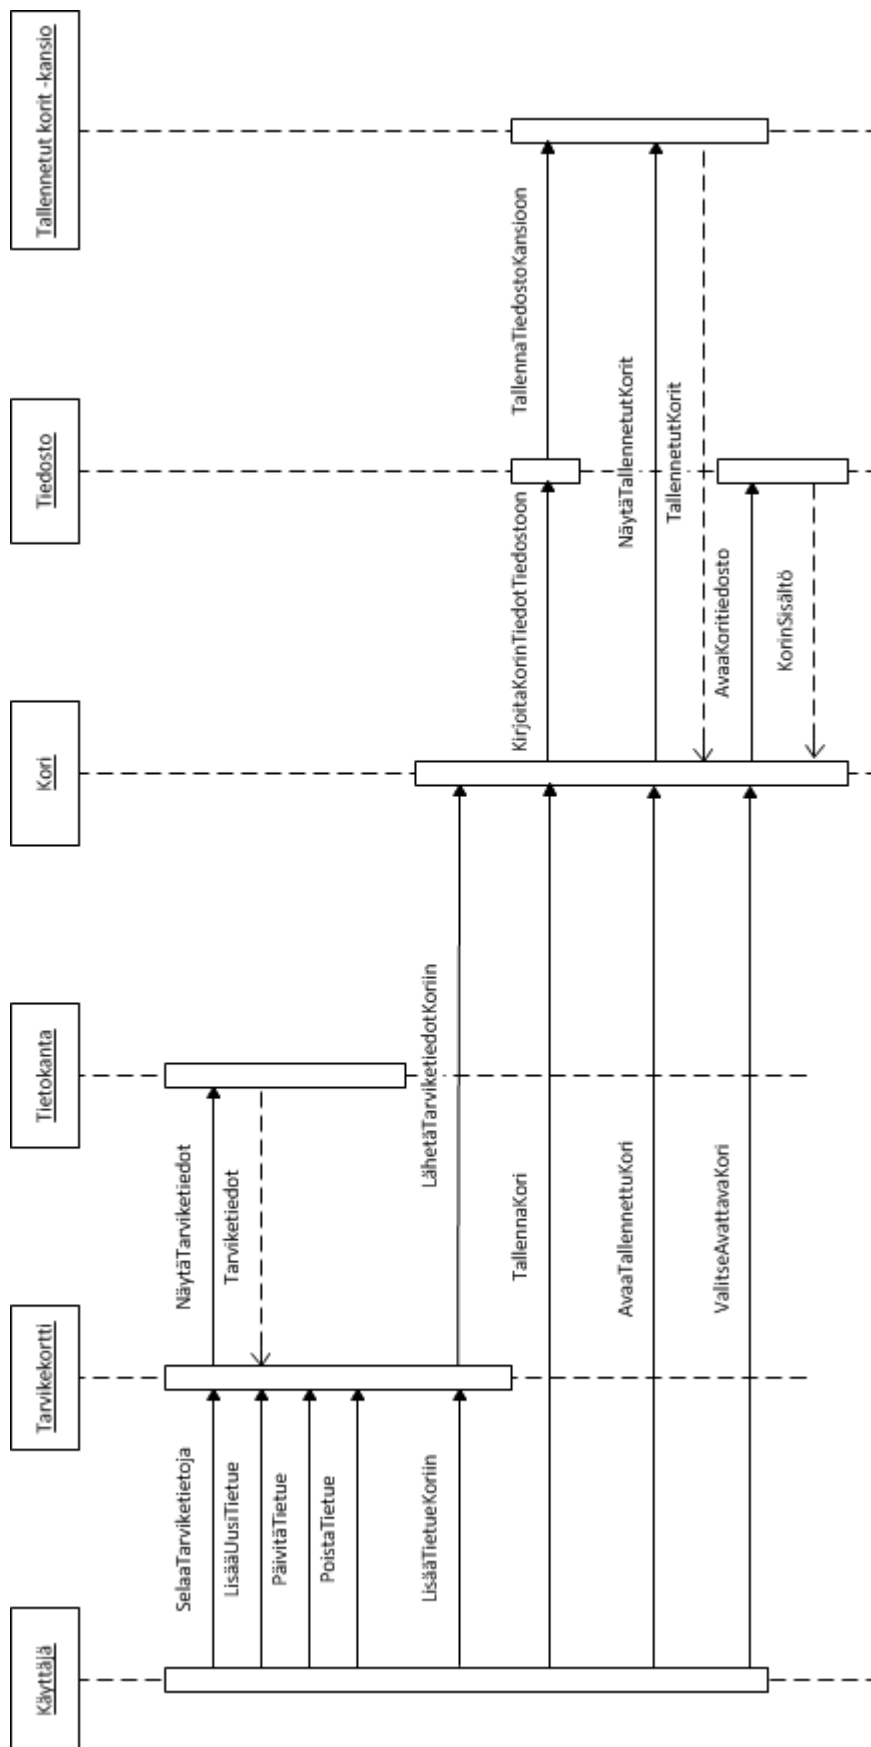 Käyttäjä
Tarvikekortti
Tietokanta
Kori
Tiedosto
Tallennetut korit -kansio
SelaaTarviketietoja
NäytäTarviketiedot
LisääUusiTietue
Tarviketiedot
PäivitäTietue
PoistaTietue
LisääTietueKoriin
LähetäTarviketiedotKoriin
TallennaKori
KirjoitaKorinTiedotTiedostoon
TallennaTiedostoKansioon
AvaaTallennettuKori
NäytäTallennetutKorit
TallennetutKorit
ValitseAvattavaKori
AvaaKoritiedosto
KorinSisältö